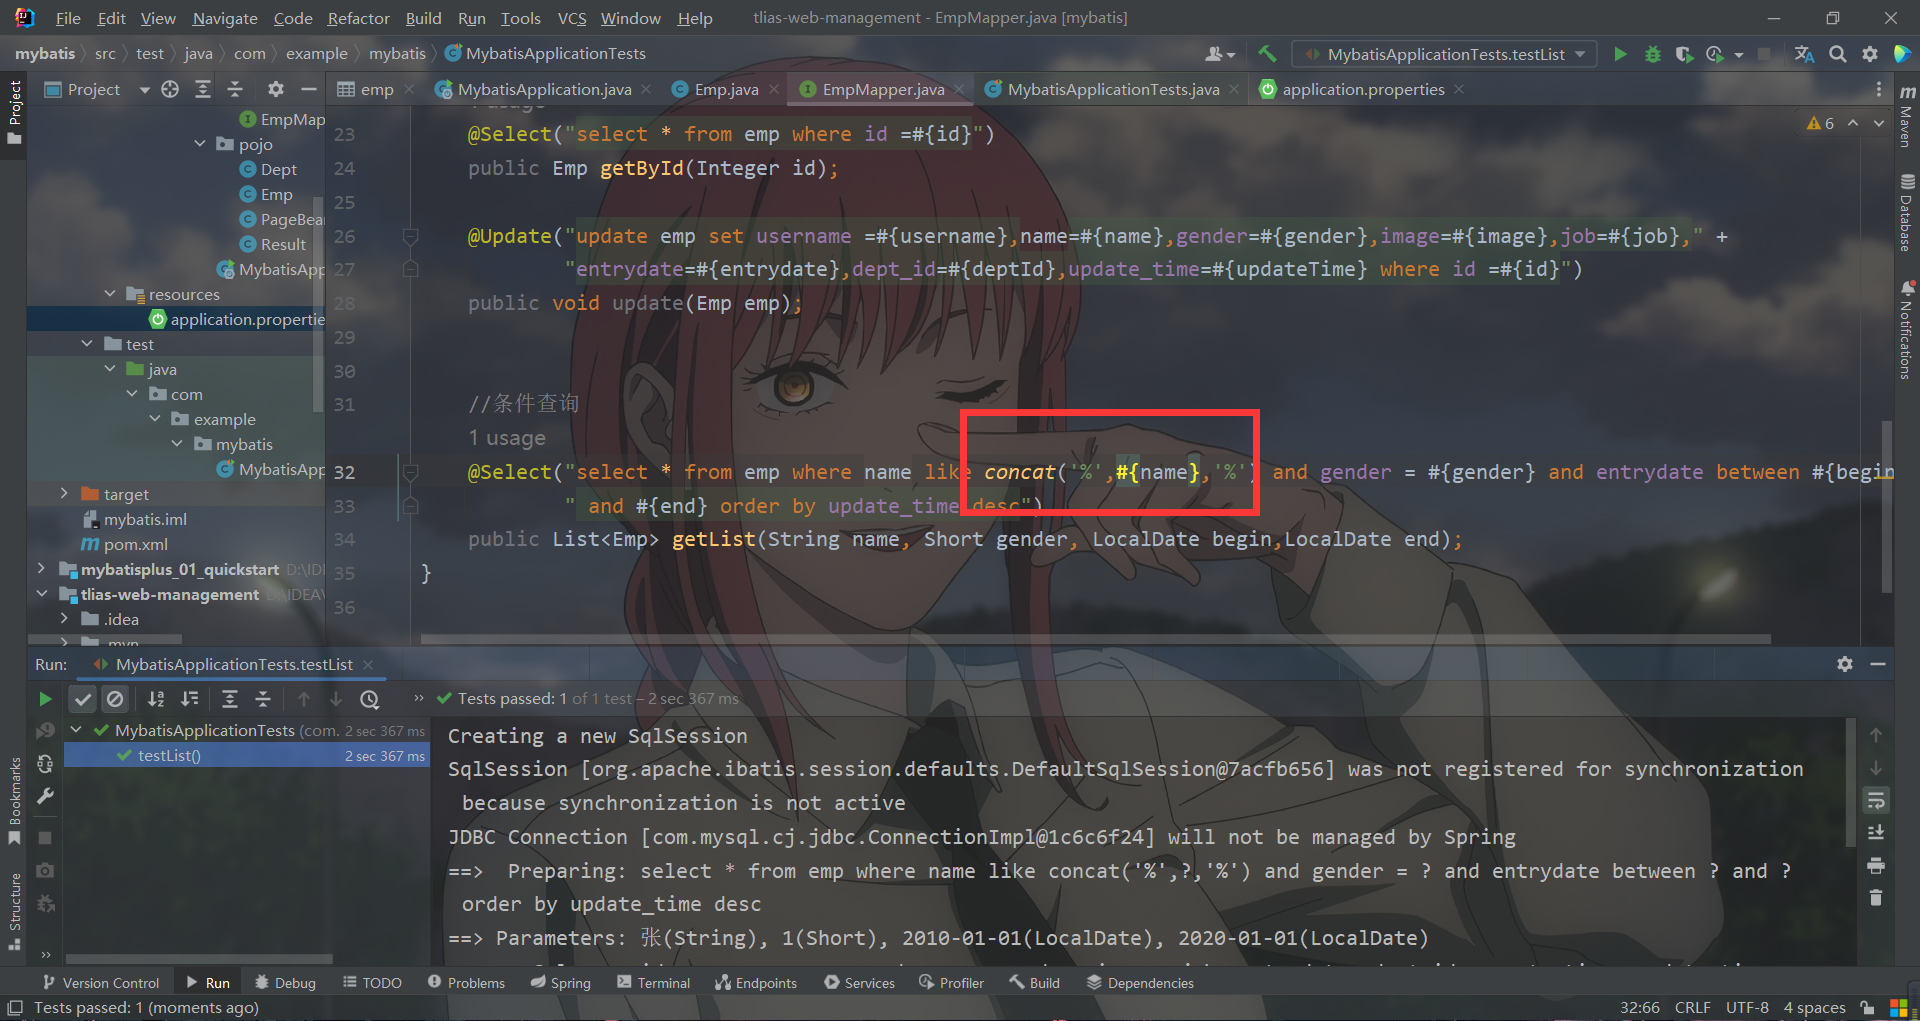 File Edit View Navigate Code Refactor Build Run Tools VCS Window Help tlias-web-management - EmpMapper.java [mybatis]
mybatis src test java com example mybatis MybatisApplicationTests MybatisApplicationTests.testList
Project emp MybatisApplication.java Emp.java EmpMapper.java MybatisApplicationTests.java application.properties
Project
EmpMap
pojo
Dept
Emp
PageBea
Result
MybatisApp
resources
application.propertie
test
java
com
example
mybatis
MybatisApp
target
mybatis.iml
pom.xml
mybatisplus_01_quickstart D:\IDE
tlias-web-management D:\IDEA\
.idea
6
23 @Select("select * from emp where id =#{id}")
24 public Emp getById(Integer id);
25
26 @Update("update emp set username =#{username},name=#{name},gender=#{gender},image=#{image},job=#{job}," +
27 "entrydate=#{entrydate},dept_id=#{deptId},update_time=#{updateTime} where id =#{id}")
28 public void update(Emp emp);
29
30
31 //条件查询
1 usage
32 @Select("select * from emp where name like concat('%',#{name},'%') and gender = #{gender} and entrydate between #{begin
33 " and #{end} order by update_time desc")
34 public List<Emp> getList(String name, Short gender, LocalDate begin,LocalDate end);
35 }
36
Maven
Database
Notifications
Run: MybatisApplicationTests.testList
Tests passed: 1 of 1 test – 2 sec 367 ms
MybatisApplicationTests (com. 2 sec 367 ms
testList() 2 sec 367 ms
Creating a new SqlSession
SqlSession [org.apache.ibatis.session.defaults.DefaultSqlSession@7acfb656] was not registered for synchronization
because synchronization is not active
JDBC Connection [com.mysql.cj.jdbc.ConnectionImpl@1c6c6f24] will not be managed by Spring
==> Preparing: select * from emp where name like concat('%',?,'%') and gender = ? and entrydate between ? and ?
order by update_time desc
==> Parameters: 张(String), 1(Short), 2010-01-01(LocalDate), 2020-01-01(LocalDate)
Bookmarks
Structure
Version Control Run Debug TODO Problems Spring Terminal Endpoints Services Profiler Build Dependencies
Tests passed: 1 (moments ago) 32:66 CRLF UTF-8 4 spaces